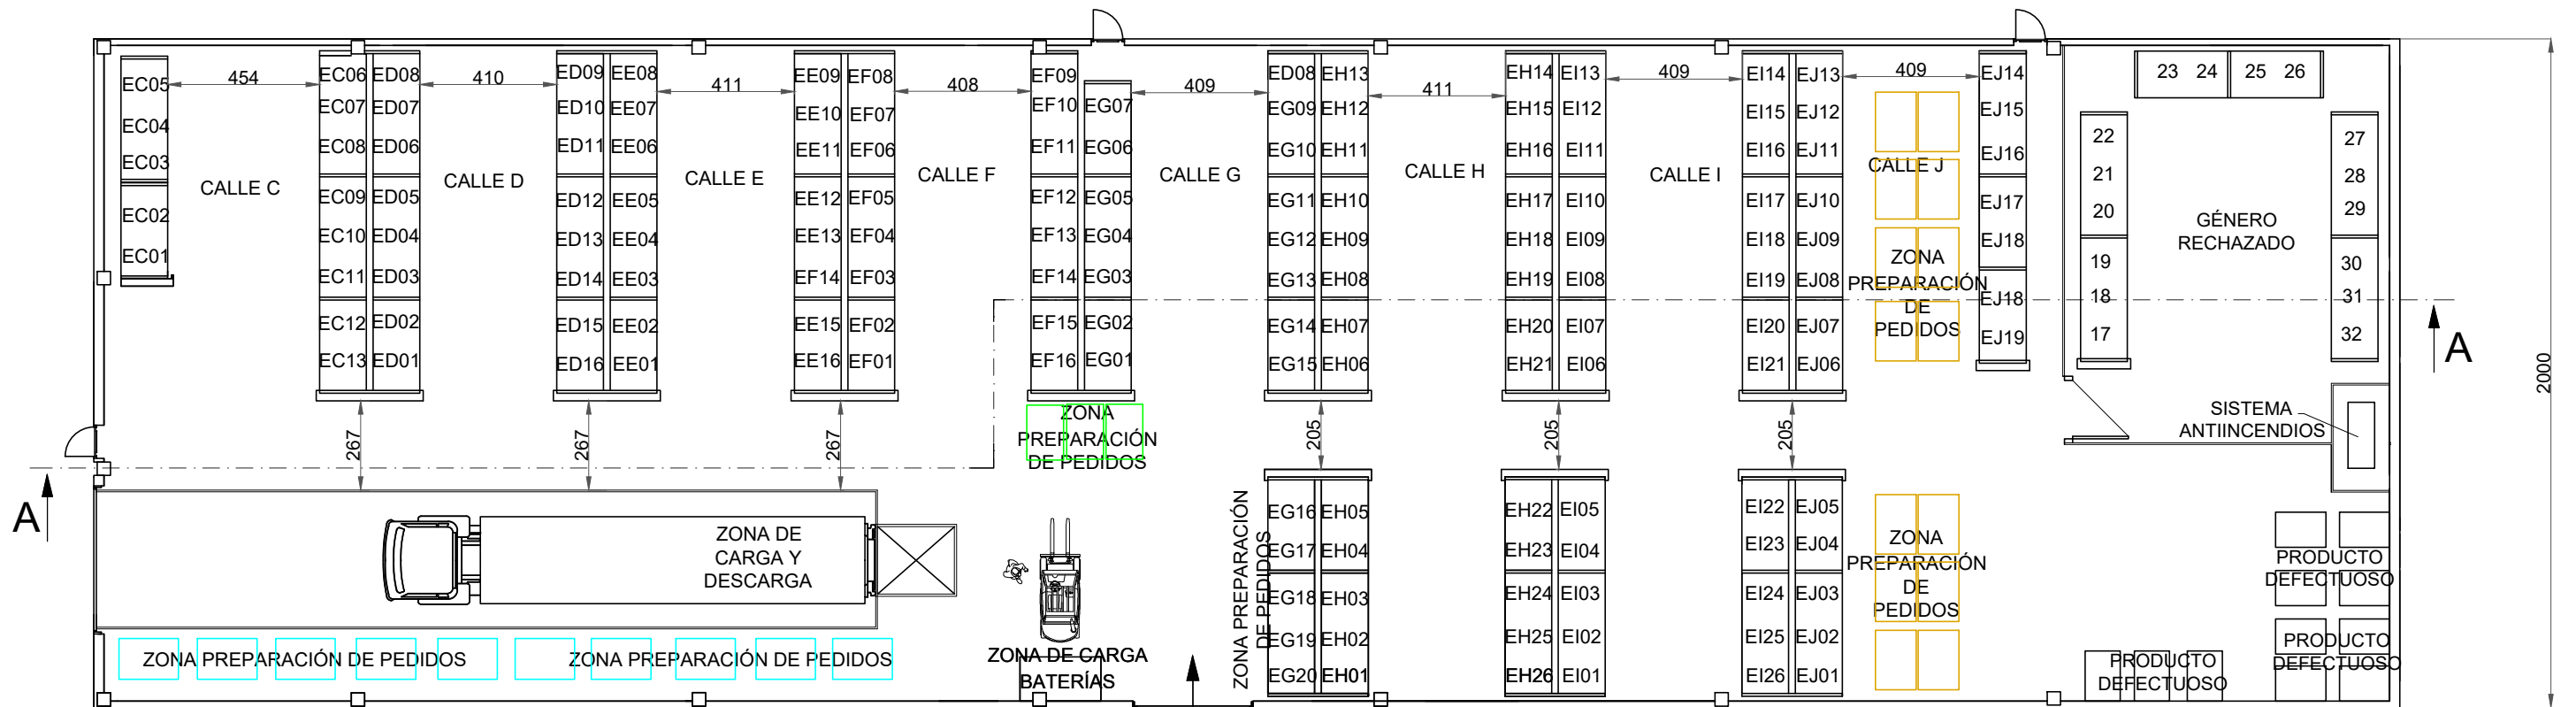 454
410
411
408
409
411
409
409
EC05
EC04
EC03
EC02
EC01
CALLE C
EC06 ED08
EC07 ED07
EC08 ED06
EC09 ED05
EC10 ED04
EC11 ED03
EC12 ED02
EC13 ED01
CALLE D
ED09 EE08
ED10 EE07
ED11 EE06
ED12 EE05
ED13 EE04
ED14 EE03
ED15 EE02
ED16 EE01
CALLE E
EE09 EF08
EE10 EF07
EE11 EF06
EE12 EF05
EE13 EF04
EF14 EF03
EE15 EF02
EE16 EF01
CALLE F
EF09
EF10 EG07
EF11 EG06
EF12 EG05
EF13 EG04
EF14 EG03
EF15 EG02
EF16 EG01
CALLE G
ED08 EH13
EG09 EH12
EG10 EH11
EG11 EH10
EG12 EH09
EG13 EH08
EG14 EH07
EG15 EH06
CALLE H
EH14 EI13
EH15 EI12
EH16 EI11
EH17 EI10
EH18 EI09
EH19 EI08
EH20 EI07
EH21 EI06
CALLE I
EI14 EJ13
EI15 EJ12
EI16 EJ11
EI17 EJ10
EI18 EJ09
EI19 EJ08
EI20 EJ07
EI21 EJ06
CALLE J
ZONA
PREPARACIÓN
DE
PEDIDOS
EJ14
EJ15
EJ16
EJ17
EJ18
EJ18
EJ19
23 24 25 26
22
21
20
19
18
17
GÉNERO
RECHAZADO
27
28
29
30
31
32
A
2000
SISTEMA
ANTIINCENDIOS
267
267
267
ZONA
PREPARACIÓN
DE PEDIDOS
205
205
205
A
ZONA DE
CARGA Y
DESCARGA
ZONA PREPARACIÓN DE PEDIDOS
ZONA PREPARACIÓN DE PEDIDOS
ZONA DE CARGA
BATERÍAS
ZONA PREPARACIÓN
DE PEDIDOS
EG16 EH05
EG17 EH04
EG18 EH03
EG19 EH02
EG20 EH01
EH22 EI05
EH23 EI04
EH24 EI03
EH25 EI02
EH26 EI01
EI22 EJ05
EI23 EJ04
EI24 EJ03
EI25 EJ02
EI26 EJ01
ZONA
PREPARACIÓN
DE
PEDIDOS
PRODUCTO
DEFECTUOSO
PRODUCTO
DEFECTUOSO
PRODUCTO
DEFECTUOSO